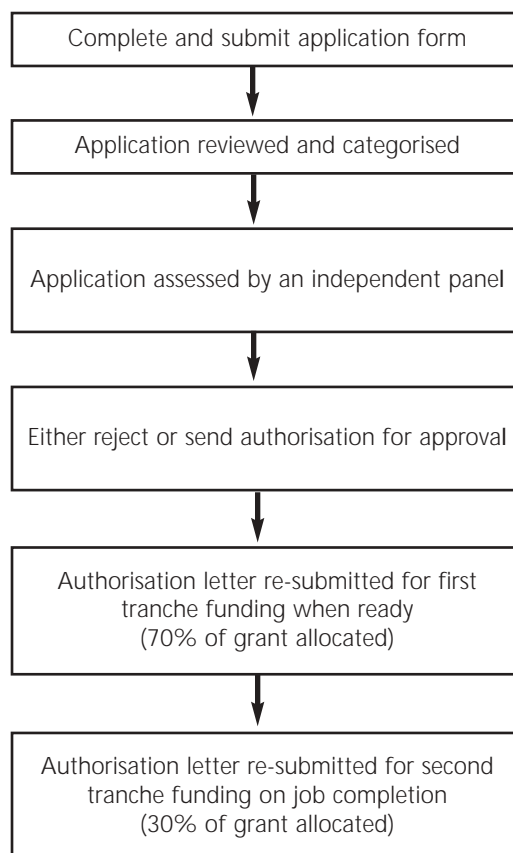 Complete and submit application form
Application reviewed and categorised
Application assessed by an independent panel
Either reject or send authorisation for approval
Authorisation letter re-submitted for first
tranche funding when ready
(70% of grant allocated)
Authorisation letter re-submitted for second
tranche funding on job completion
(30% of grant allocated)